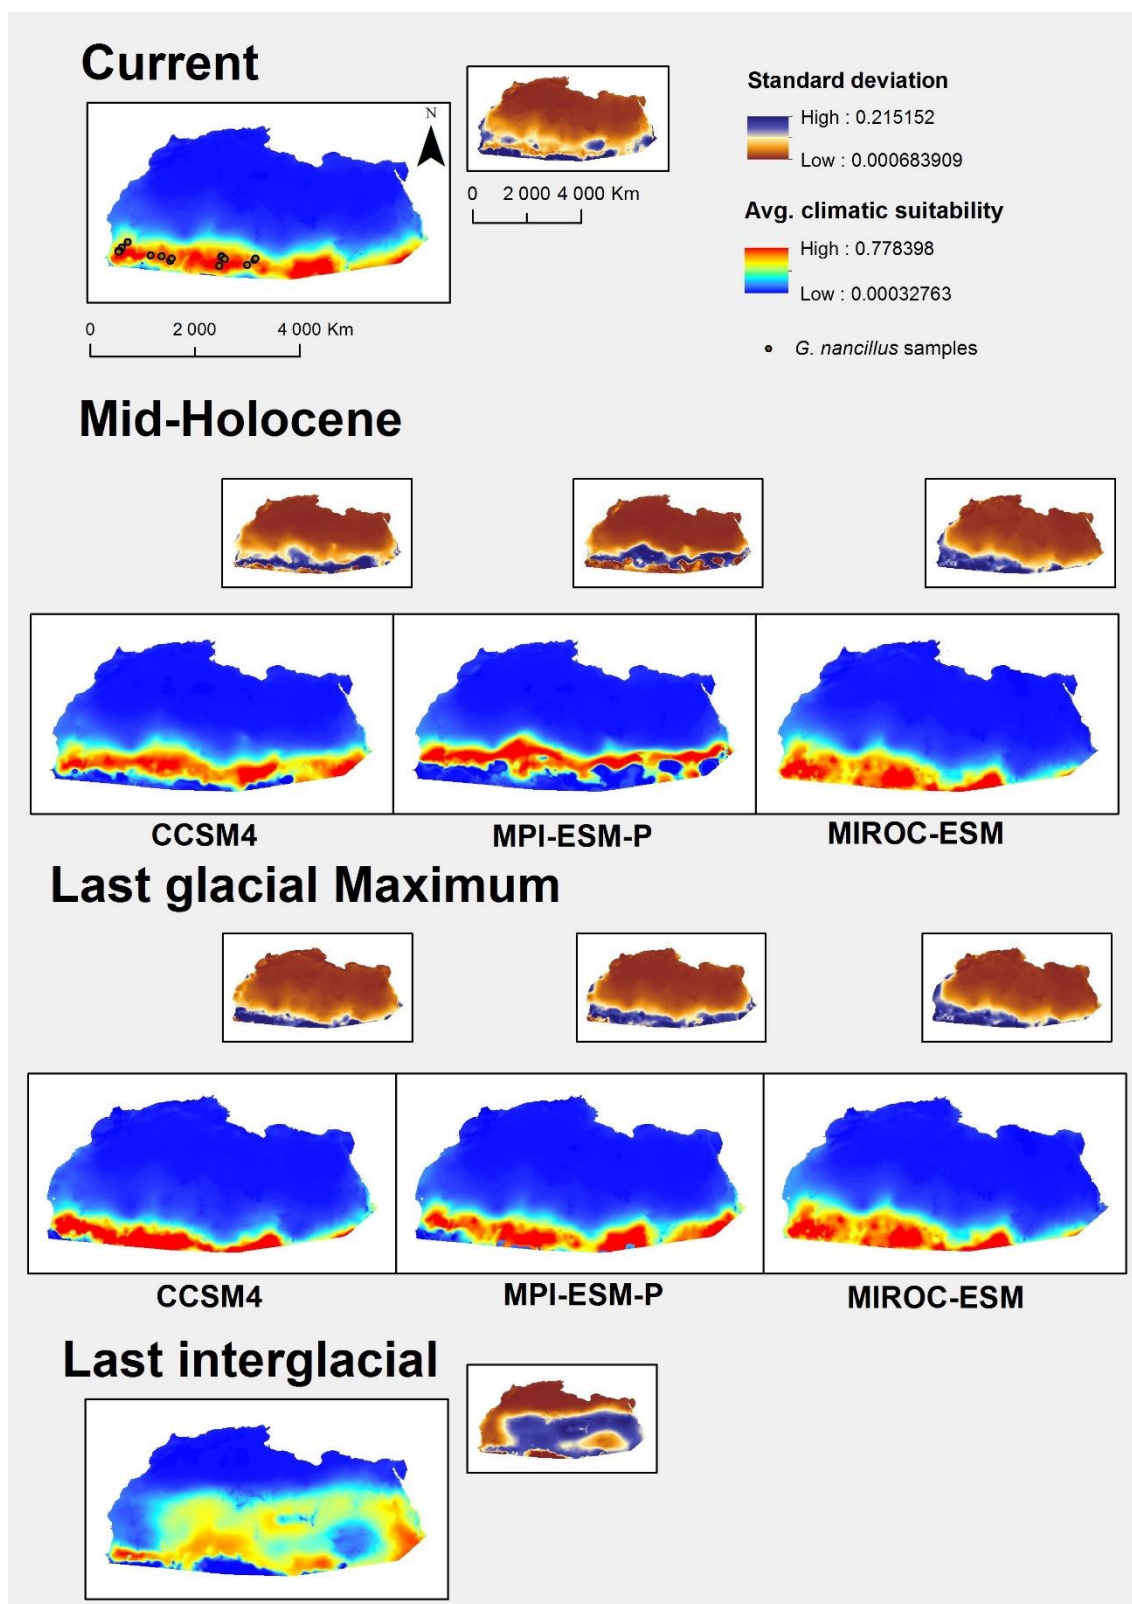 Current
N
0 2 000 4 000 Km
0 2 000 4 000 Km
Standard deviation
High : 0.215152
Low : 0.000683909
Avg. climatic suitability
High : 0.778398
Low : 0.00032763
G. nancillus samples
Mid-Holocene
CCSM4 MPI-ESM-P MIROC-ESM
Last glacial Maximum
CCSM4 MPI-ESM-P MIROC-ESM
Last interglacial